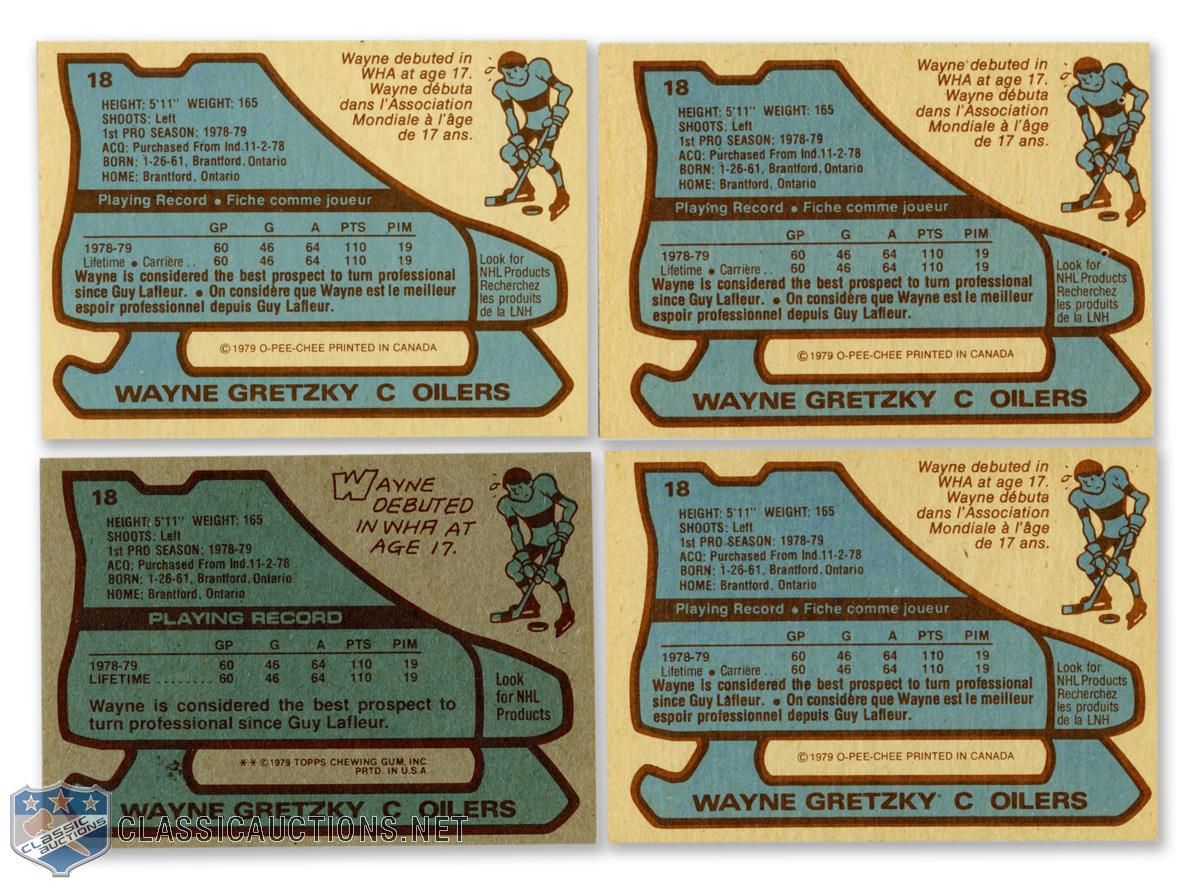 18
Wayne debuted in
WHA at age 17.
Wayne débuta
dans l'Association
Mondiale à l'âge
de 17 ans.
HEIGHT: 5'11" WEIGHT: 165
SHOOTS: Left
1st PRO SEASON: 1978-79
ACQ: Purchased From Ind.11-2-78
BORN: 1-26-61, Brantford, Ontario
HOME: Brantford, Ontario
Playing Record • Fiche comme joueur
GP G A PTS PIM
1978-79 60 46 64 110 19
Lifetime • Carrière .. 60 46 64 110 19
Wayne is considered the best prospect to turn professional
since Guy Lafleur. • On considère que Wayne est le meilleur
espoir professionnel depuis Guy Lafleur.
Look for
NHL Products
Recherchez
les produits
de la LNH
© 1979 O-PEE-CHEE PRINTED IN CANADA
WAYNE GRETZKY C OILERS
18
Wayne debuted in
WHA at age 17.
Wayne débuta
dans l'Association
Mondiale à l'âge
de 17 ans.
HEIGHT: 5'11" WEIGHT: 165
SHOOTS: Left
1st PRO SEASON: 1978-79
ACQ: Purchased From Ind.11-2-78
BORN: 1-26-61, Brantford, Ontario
HOME: Brantford, Ontario
Playing Record • Fiche comme joueur
GP G A PTS PIM
1978-79 60 46 64 110 19
Lifetime • Carrière .. 60 46 64 110 19
Wayne is considered the best prospect to turn professional
since Guy Lafleur. • On considère que Wayne est le meilleur
espoir professionnel depuis Guy Lafleur.
Look for
NHL Products
Recherchez
les produits
de la LNH
© 1979 O-PEE-CHEE PRINTED IN CANADA
WAYNE GRETZKY C OILERS
18
WAYNE
DEBUTED
IN WHA AT
AGE 17.
HEIGHT: 5'11" WEIGHT: 165
SHOOTS: Left
1st PRO SEASON: 1978-79
ACQ: Purchased From Ind.11-2-78
BORN: 1-26-61, Brantford, Ontario
HOME: Brantford, Ontario
PLAYING RECORD
GP G A PTS PIM
1978-79 60 46 64 110 19
LIFETIME ........ 60 46 64 110 19
Wayne is considered the best prospect to
turn professional since Guy Lafleur.
Look
for NHL
Products
** © 1979 TOPPS CHEWING GUM, INC.
PRTD. IN U.S.A.
WAYNE GRETZKY C OILERS
18
Wayne debuted in
WHA at age 17.
Wayne débuta
dans l'Association
Mondiale à l'âge
de 17 ans.
HEIGHT: 5'11" WEIGHT: 165
SHOOTS: Left
1st PRO SEASON: 1978-79
ACQ: Purchased From Ind.11-2-78
BORN: 1-26-61, Brantford, Ontario
HOME: Brantford, Ontario
Playing Record • Fiche comme joueur
GP G A PTS PIM
1978-79 60 46 64 110 19
Lifetime • Carrière .. 60 46 64 110 19
Wayne is considered the best prospect to turn professional
since Guy Lafleur. • On considère que Wayne est le meilleur
espoir professionnel depuis Guy Lafleur.
Look for
NHL Products
Recherchez
les produits
de la LNH
© 1979 O-PEE-CHEE PRINTED IN CANADA
WAYNE GRETZKY C OILERS
CLASSIC
AUCTIONS
CLASSICAUCTIONS.NET